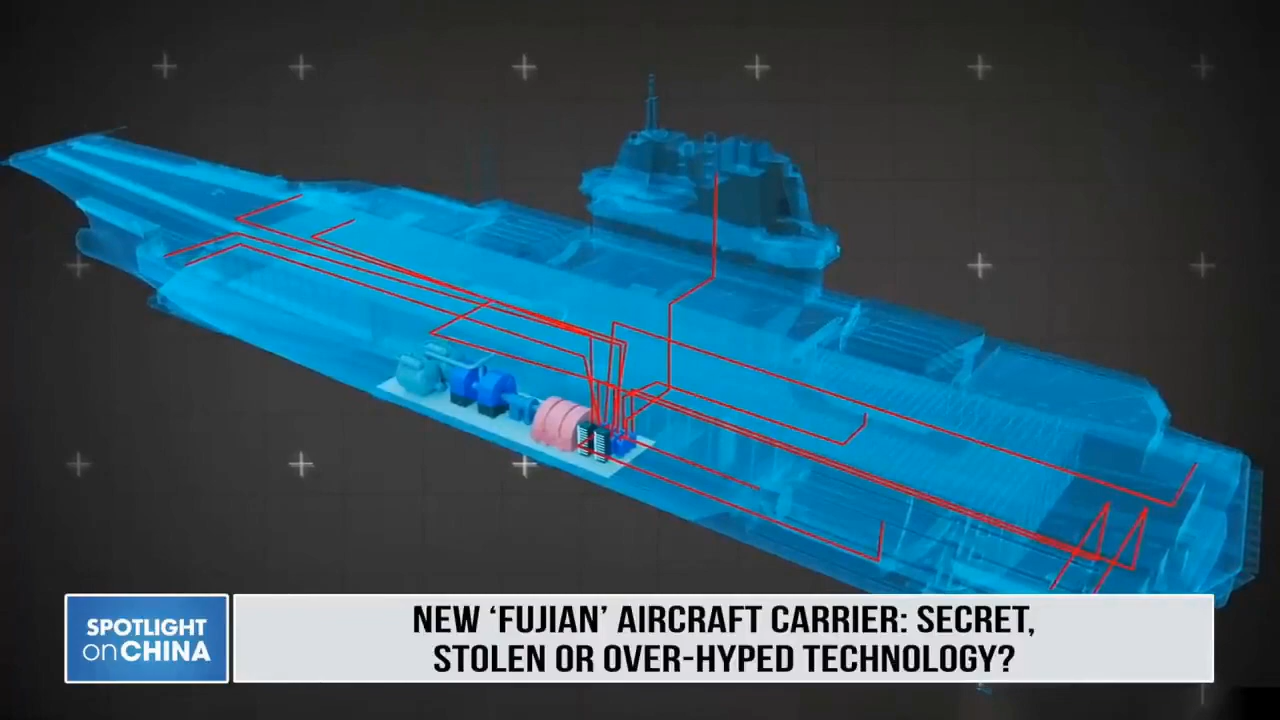 SPOTLIGHT
on CHINA
NEW ‘FUJIAN’ AIRCRAFT CARRIER: SECRET,
STOLEN OR OVER-HYPED TECHNOLOGY?